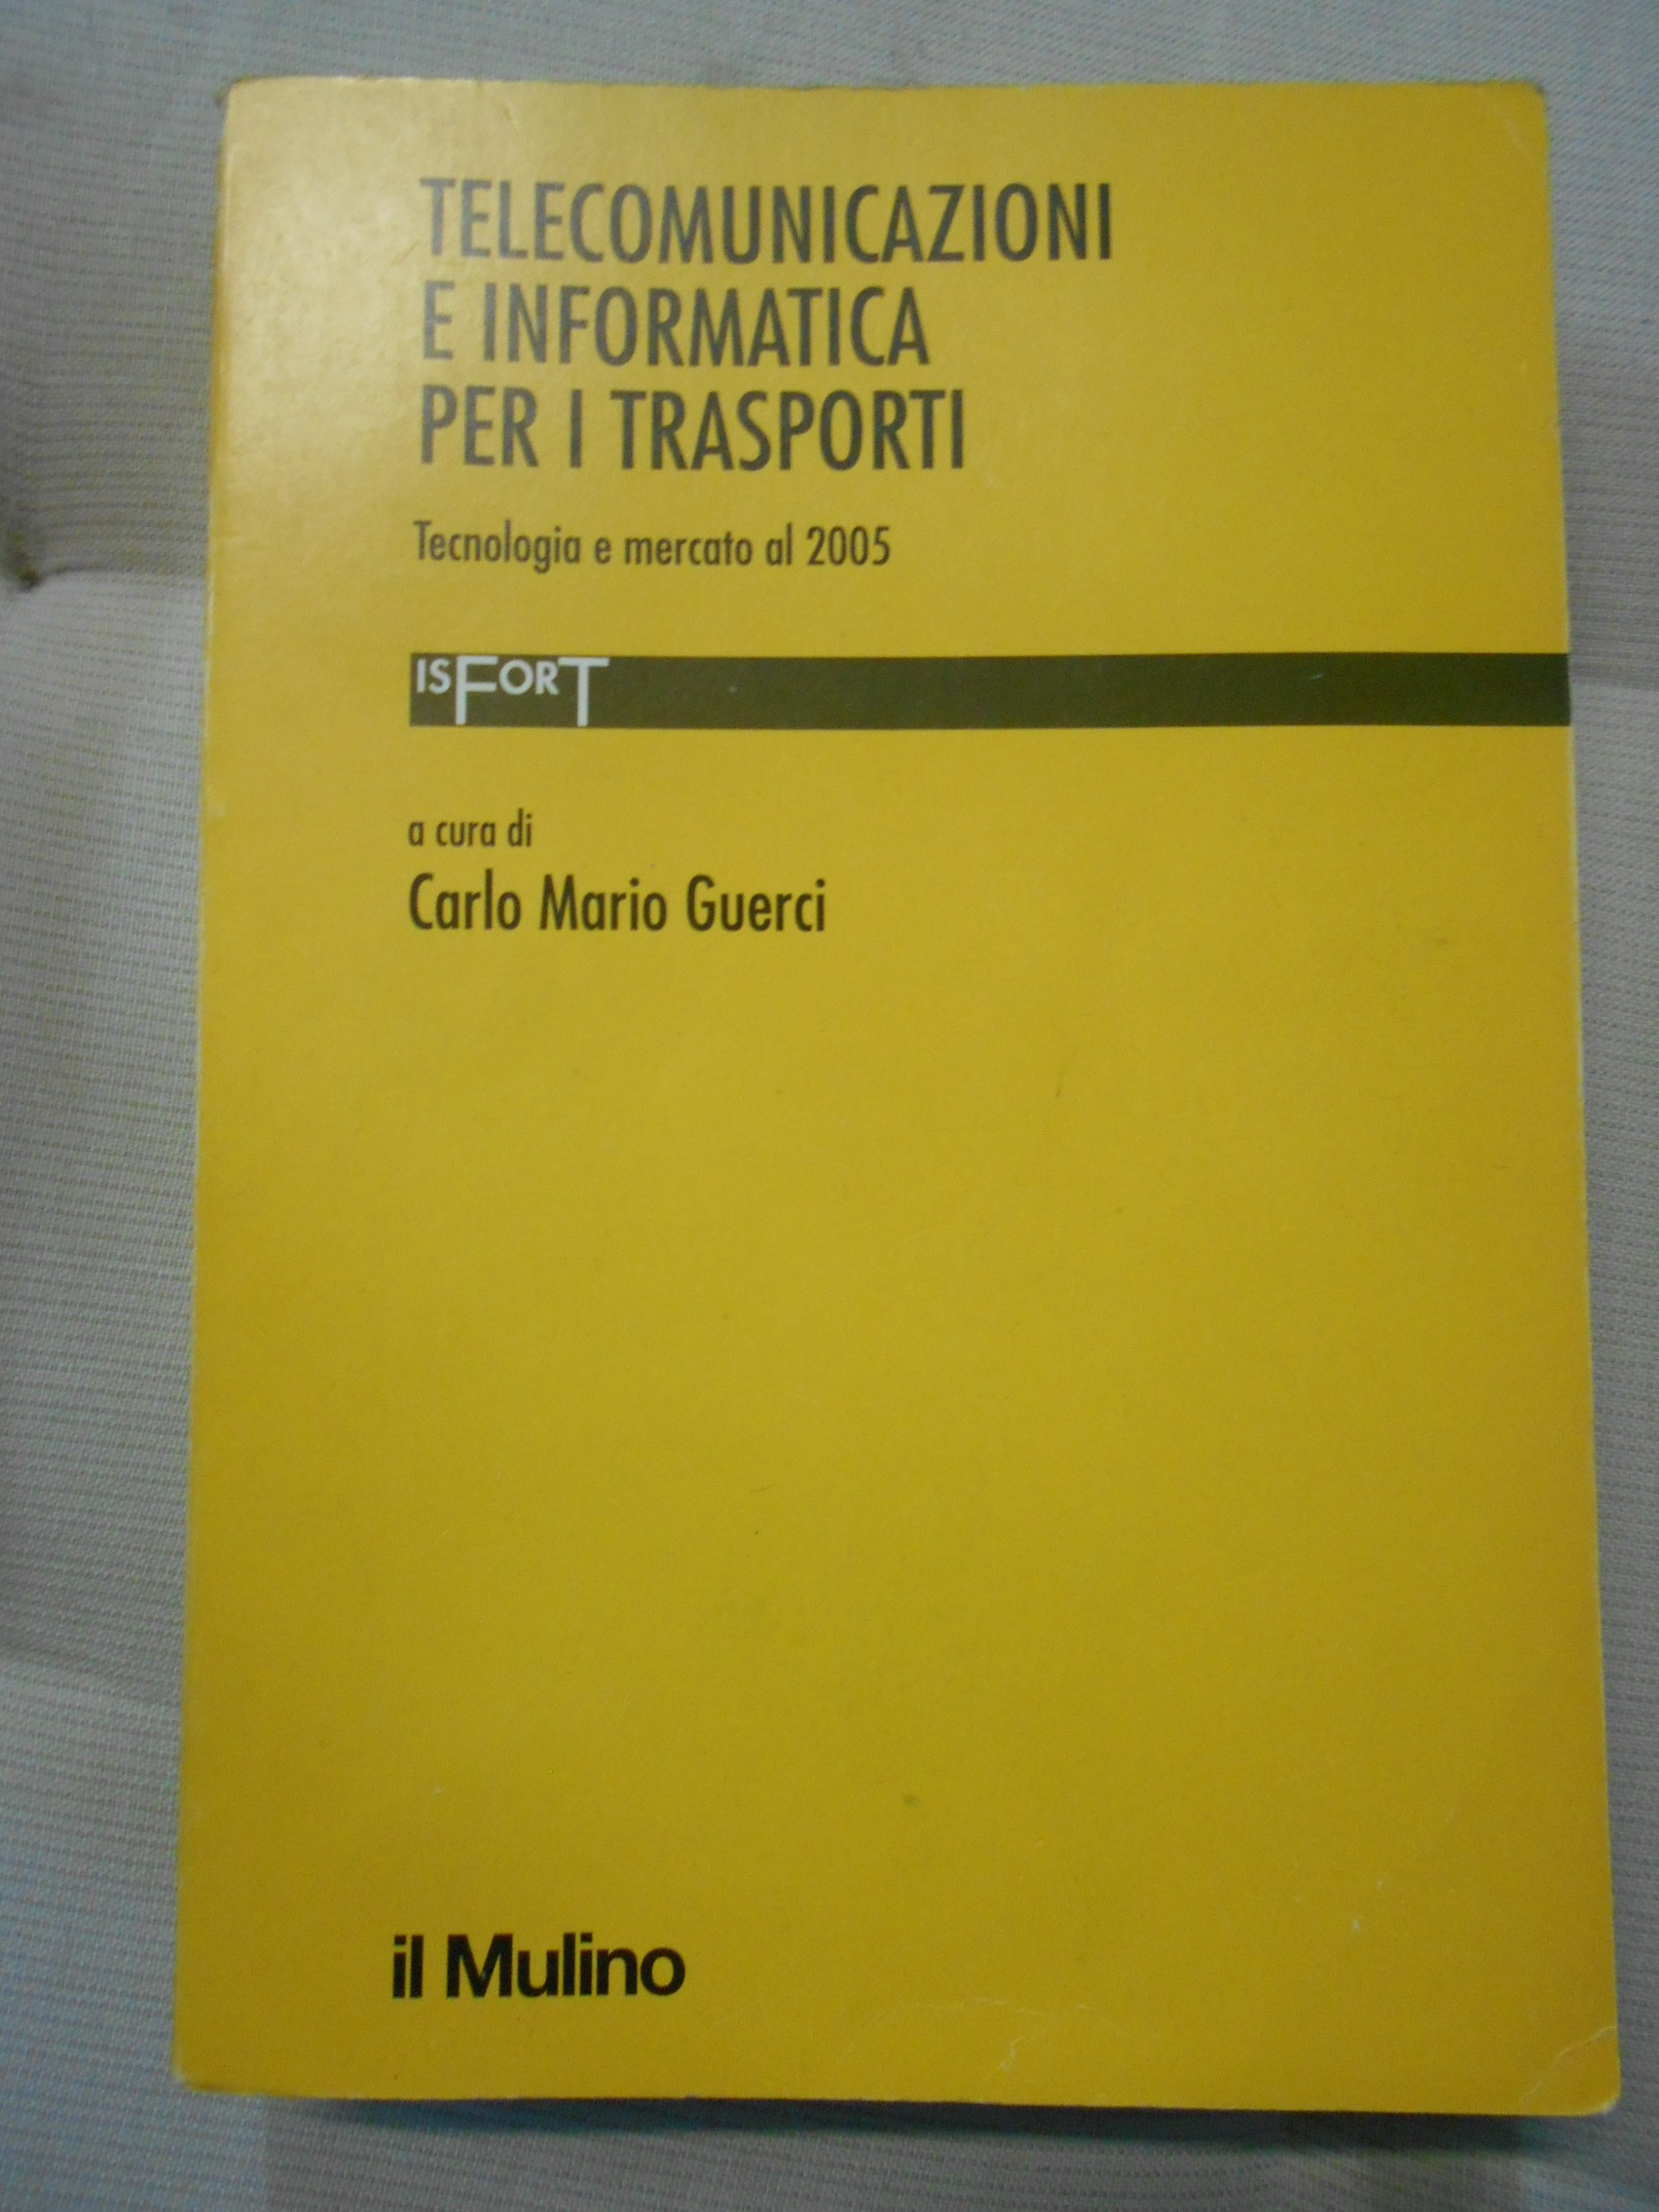 TELECOMUNICAZIONI
E INFORMATICA
PER I TRASPORTI
Tecnologia e mercato al 2005
ISFORT
a cura di
Carlo Mario Guerci
il Mulino